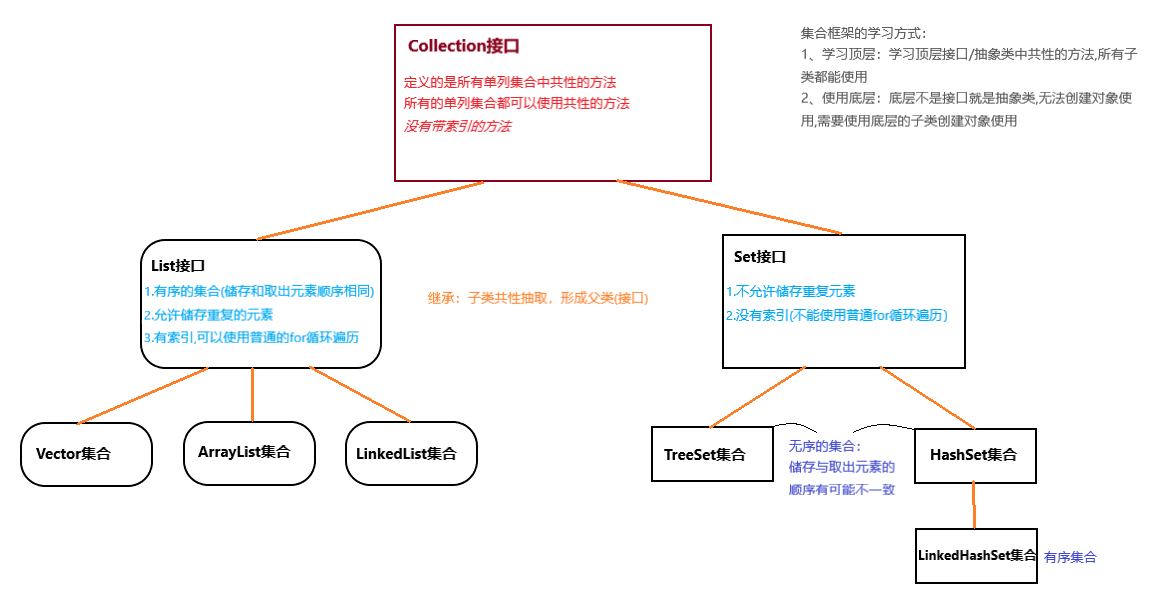 Collection接口
定义的是所有单列集合中共性的方法
所有的单列集合都可以使用共性的方法
没有带索引的方法
集合框架的学习方式：
1、学习顶层：学习顶层接口/抽象类中共性的方法,所有子
类都能使用
2、使用底层：底层不是接口就是抽象类,无法创建对象使
用,需要使用底层的子类创建对象使用
List接口
1.有序的集合(储存和取出元素顺序相同)
2.允许储存重复的元素
3.有索引,可以使用普通的for循环遍历
继承：子类共性抽取，形成父类(接口)
Set接口
1.不允许储存重复元素
2.没有索引(不能使用普通for循环遍历）
Vector集合
ArrayList集合
LinkedList集合
TreeSet集合
无序的集合：
储存与取出元素的
顺序有可能不一致
HashSet集合
LinkedHashSet集合
有序集合